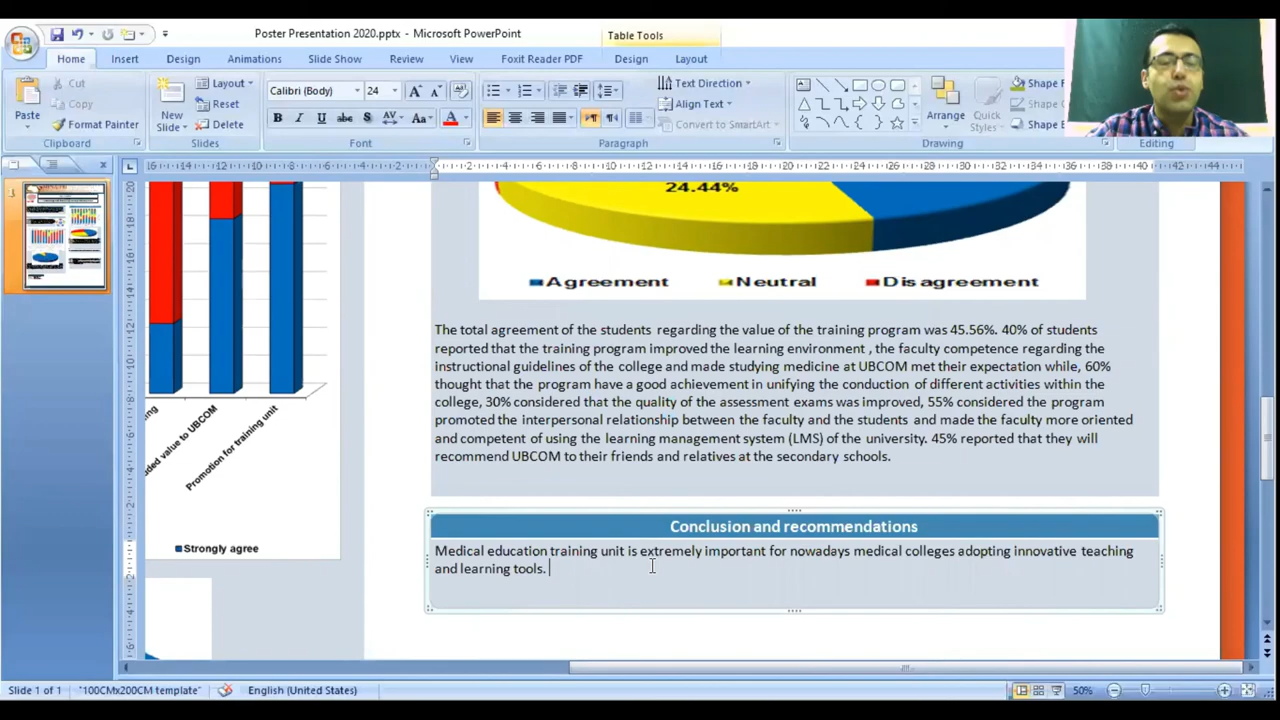 Poster Presentation 2020.pptx - Microsoft PowerPoint
Table Tools
Home Insert Design Animations Slide Show Review View Foxit Reader PDF Design Layout
Paste
Cut
Copy
Format Painter
Clipboard
New
Slide
Layout
Reset
Delete
Slides
Calibri (Body) 24
B I U abc S AV Aa A
Font
Text Direction
Align Text
Convert to SmartArt
Paragraph
Arrange
Quick
Styles
Shape F
Shape
Shape E
Drawing
Editing
24.44%
Agreement Neutral Disagreement
The total agreement of the students regarding the value of the training program was 45.56%. 40% of students
reported that the training program improved the learning environment , the faculty competence regarding the
instructional guidelines of the college and made studying medicine at UBCOM met their expectation while, 60%
thought that the program have a good achievement in unifying the conduction of different activities within the
college, 30% considered that the quality of the assessment exams was improved, 55% considered the program
promoted the interpersonal relationship between the faculty and the students and made the faculty more oriented
and competent of using the learning management system (LMS) of the university. 45% reported that they will
recommend UBCOM to their friends and relatives at the secondary schools.
ded value to UBCOM
Promotion for training unit
Strongly agree
Conclusion and recommendations
Medical education training unit is extremely important for nowadays medical colleges adopting innovative teaching
and learning tools.
Slide 1 of 1 "100CMx200CM template" English (United States) 50%